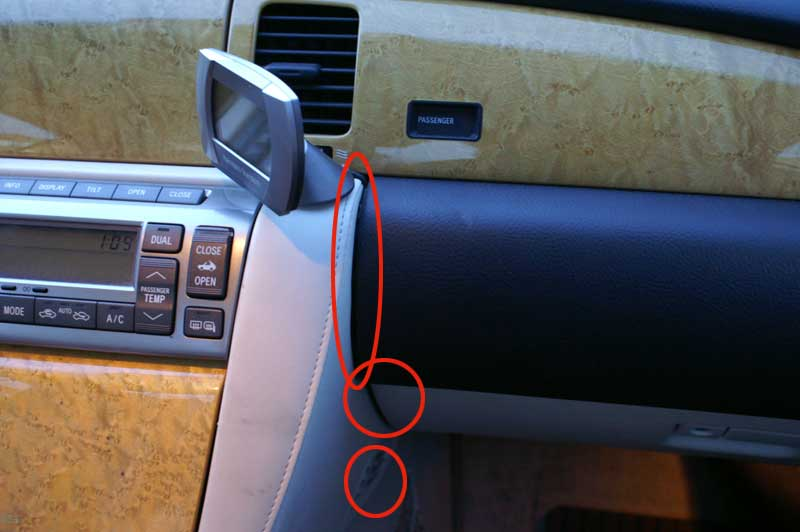 PASSENGER
INFO
DISPLAY
TILT
OPEN
CLOSE
1:05
DUAL
CLOSE
OPEN
PASSENGER
TEMP
MODE
AUTO
A/C